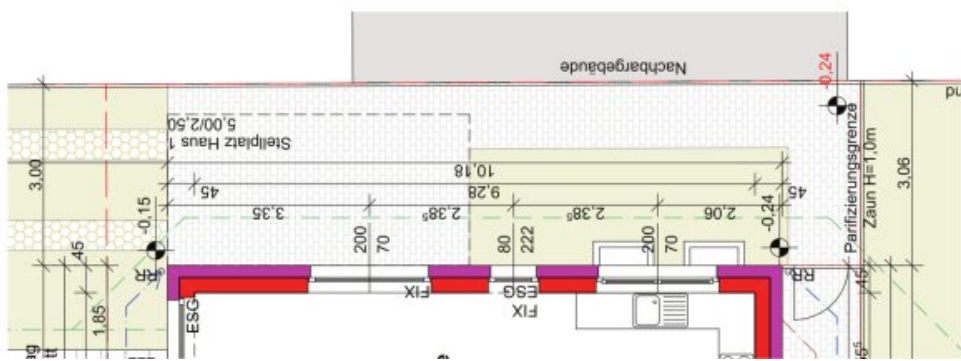 Nachbargebäude
-0,24
Stellplatz Haus 1
5,00/2,50
3,00
10,18
45
9,28
45
3,35
2,38⁵
2,38⁵
2,06
-0,15
-0,24
Parifizierungsgrenze
Zaun H=1,0m
3,06
45
1,85
RR
200
70
80
222
200
70
RR
45
FIX
ESG
FIX
ESG